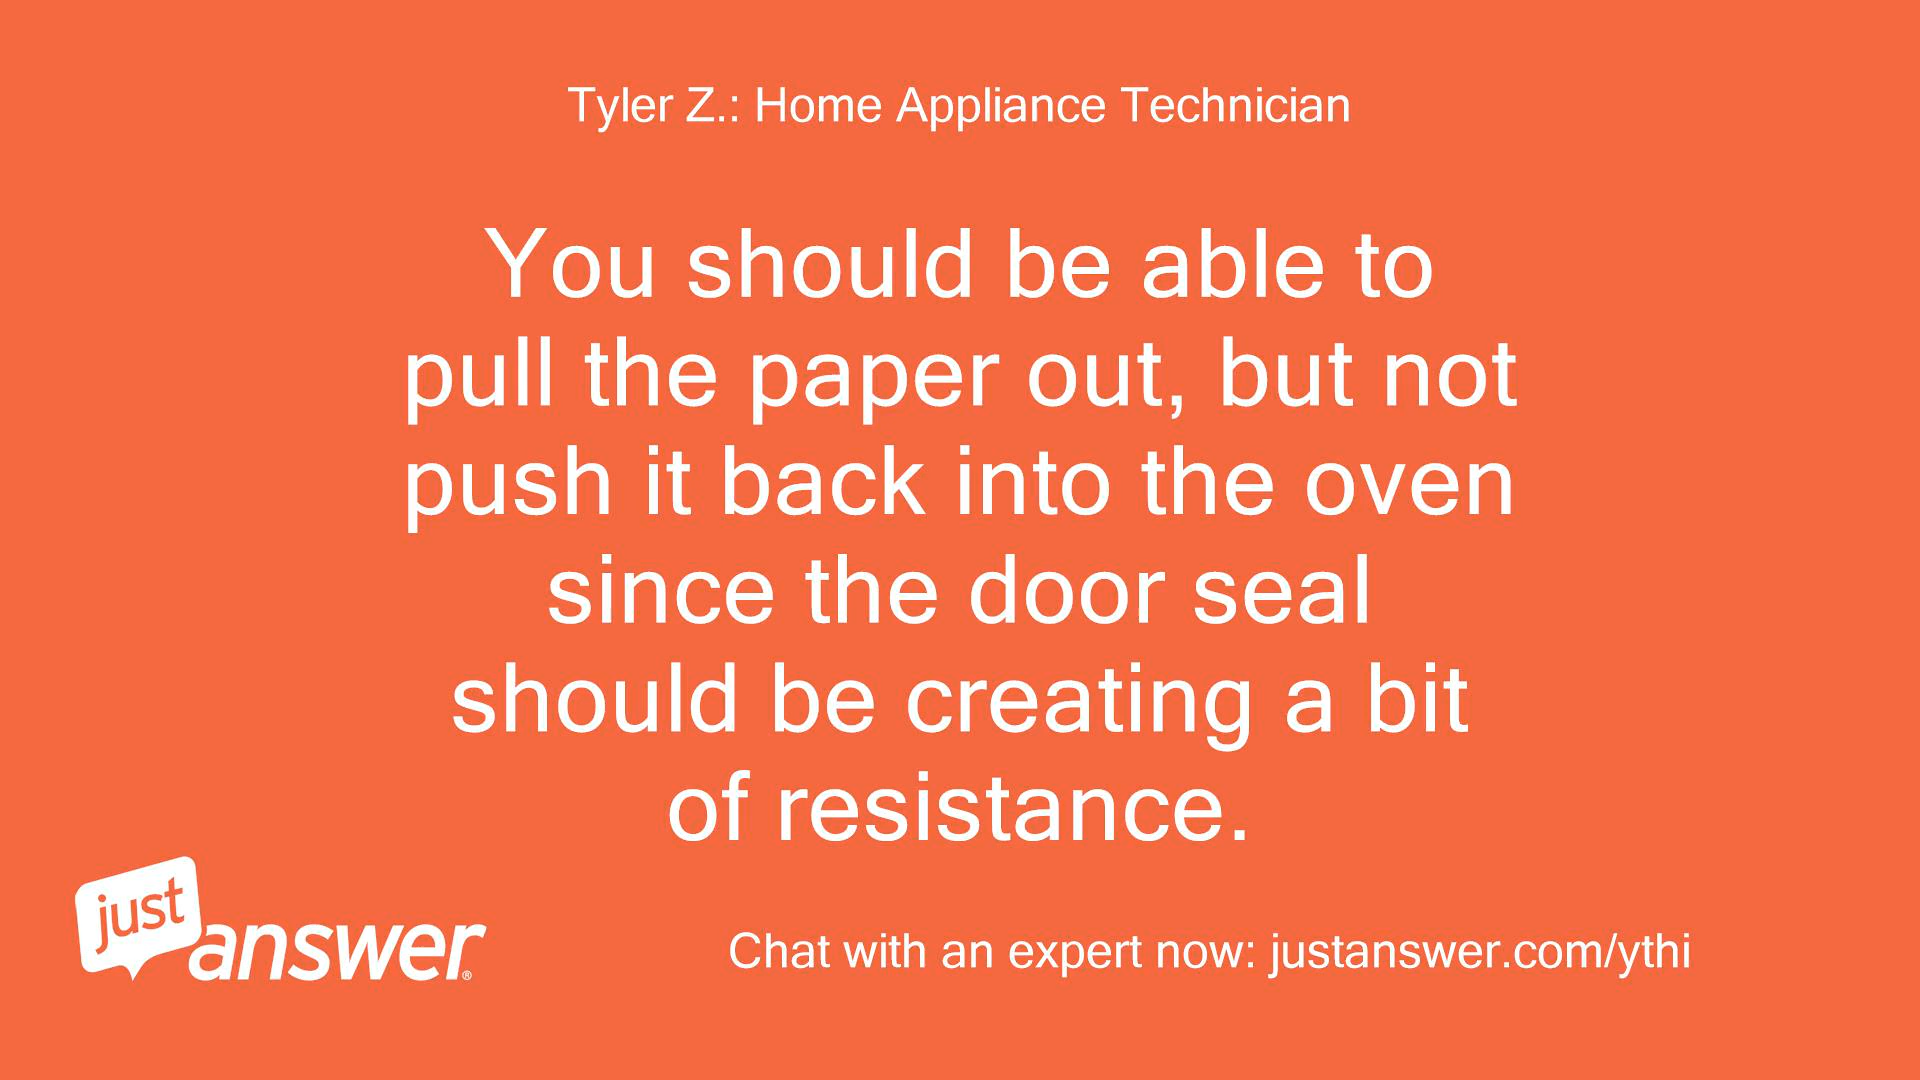 Tyler Z.: Home Appliance Technician
You should be able to
pull the paper out, but not
push it back into the oven
since the door seal
should be creating a bit
of resistance.
just
answer®
Chat with an expert now: justanswer.com/ythi